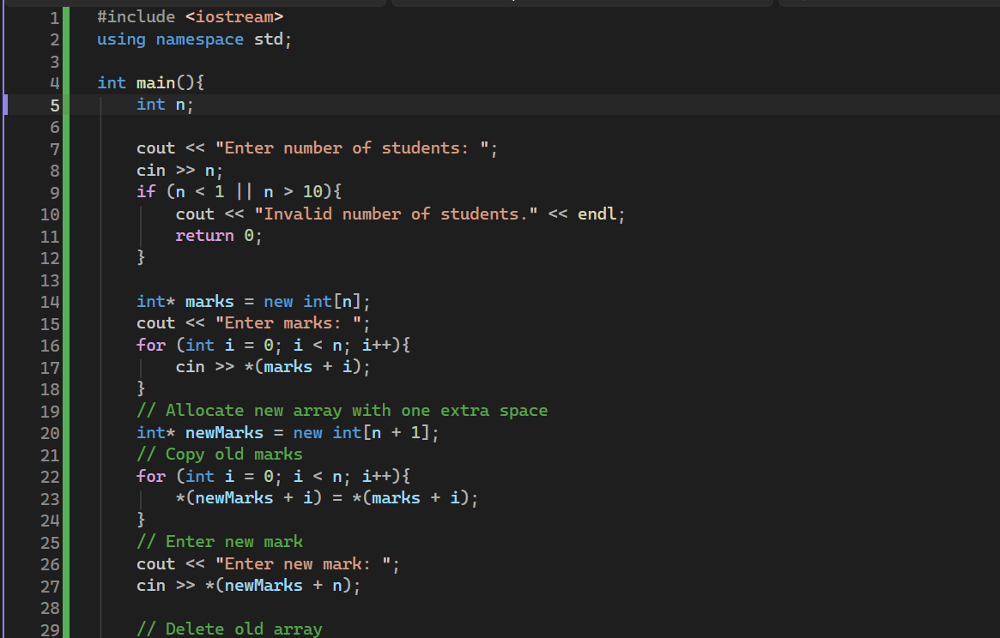 1 #include <iostream>
2 using namespace std;
3
4 int main(){
5     int n;
6
7     cout << "Enter number of students: ";
8     cin >> n;
9     if (n < 1 || n > 10){
10         cout << "Invalid number of students." << endl;
11         return 0;
12     }
13
14     int* marks = new int[n];
15     cout << "Enter marks: ";
16     for (int i = 0; i < n; i++){
17         cin >> *(marks + i);
18     }
19     // Allocate new array with one extra space
20     int* newMarks = new int[n + 1];
21     // Copy old marks
22     for (int i = 0; i < n; i++){
23         *(newMarks + i) = *(marks + i);
24     }
25     // Enter new mark
26     cout << "Enter new mark: ";
27     cin >> *(newMarks + n);
28
29     // Delete old array